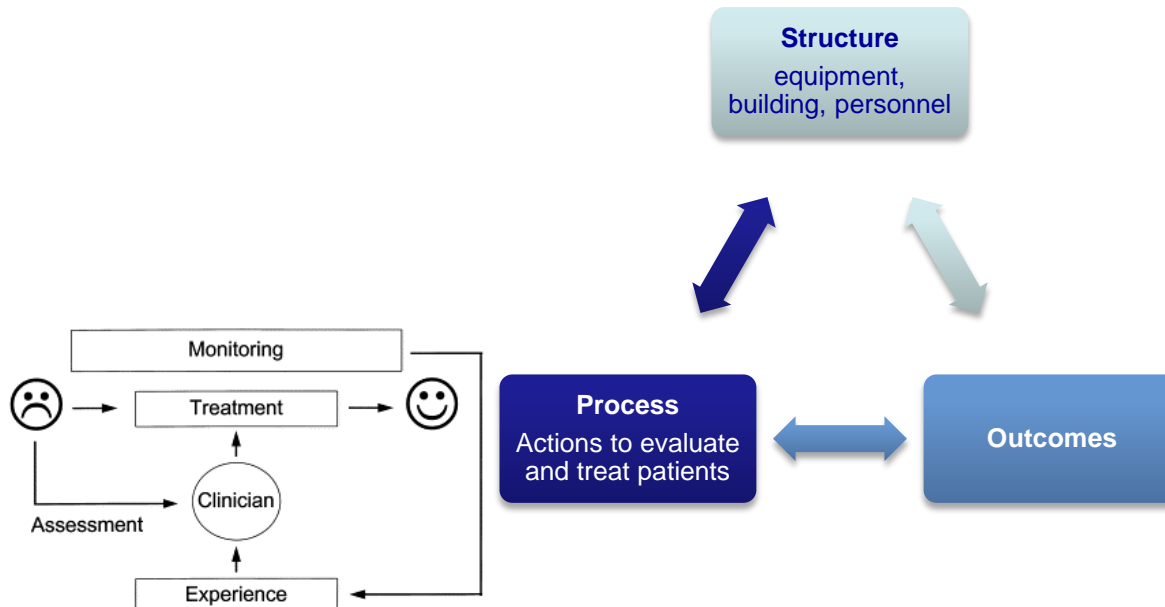 Structure
equipment,
building, personnel
Monitoring
Treatment
Clinician
Assessment
Experience
Process
Actions to evaluate
and treat patients
Outcomes